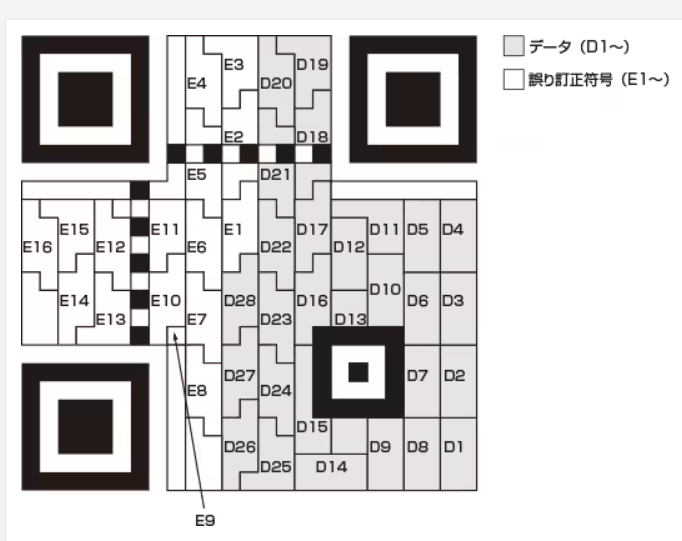 E3 D19 データ（D1～）
E4 D20
誤り訂正符号（E1～）
E2 D18
E5 D21
E15 E11 E1 D17 D11 D5 D4
E16 E12 E6 D22 D12
D10
E14 E10 D28 D16 D6 D3
E13 E7 D23 D13
D27 D7 D2
E8 D24
D15
D26 D9 D8 D1
D25 D14
E9